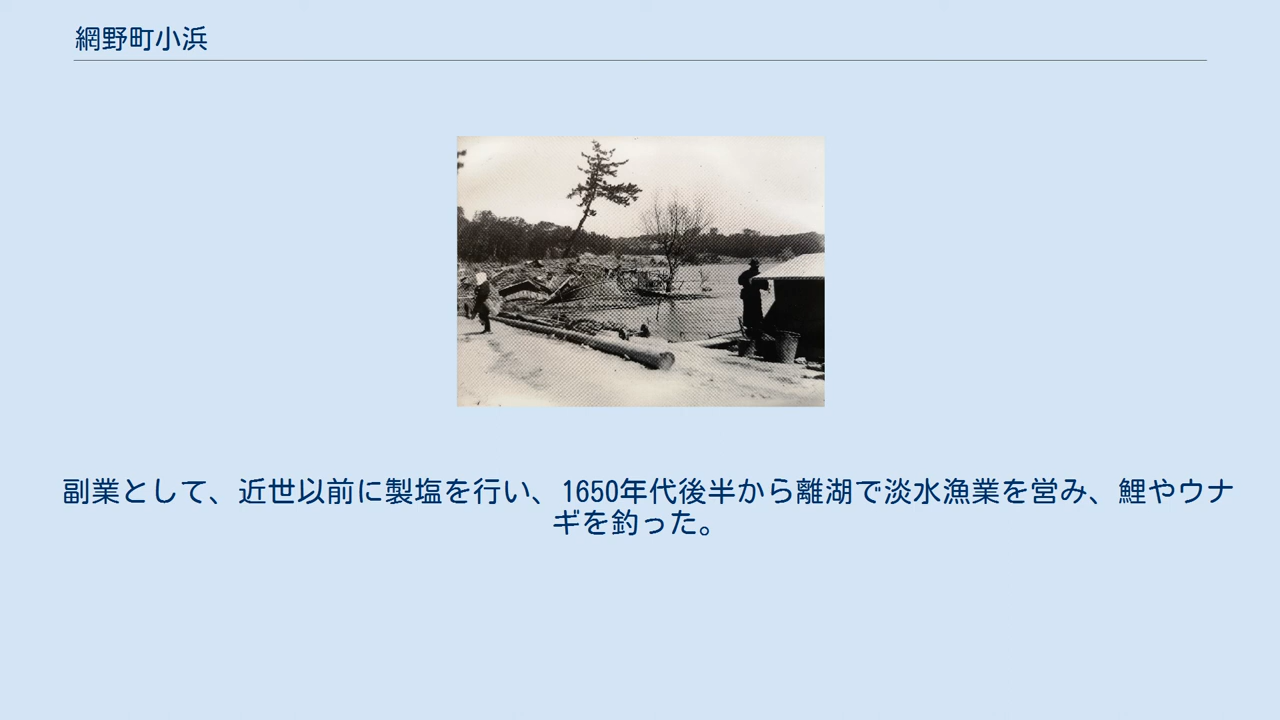 網野町小浜
副業として、近世以前に製塩を行い、1650年代後半から離湖で淡水漁業を営み、鯉やウナ
ギを釣った。